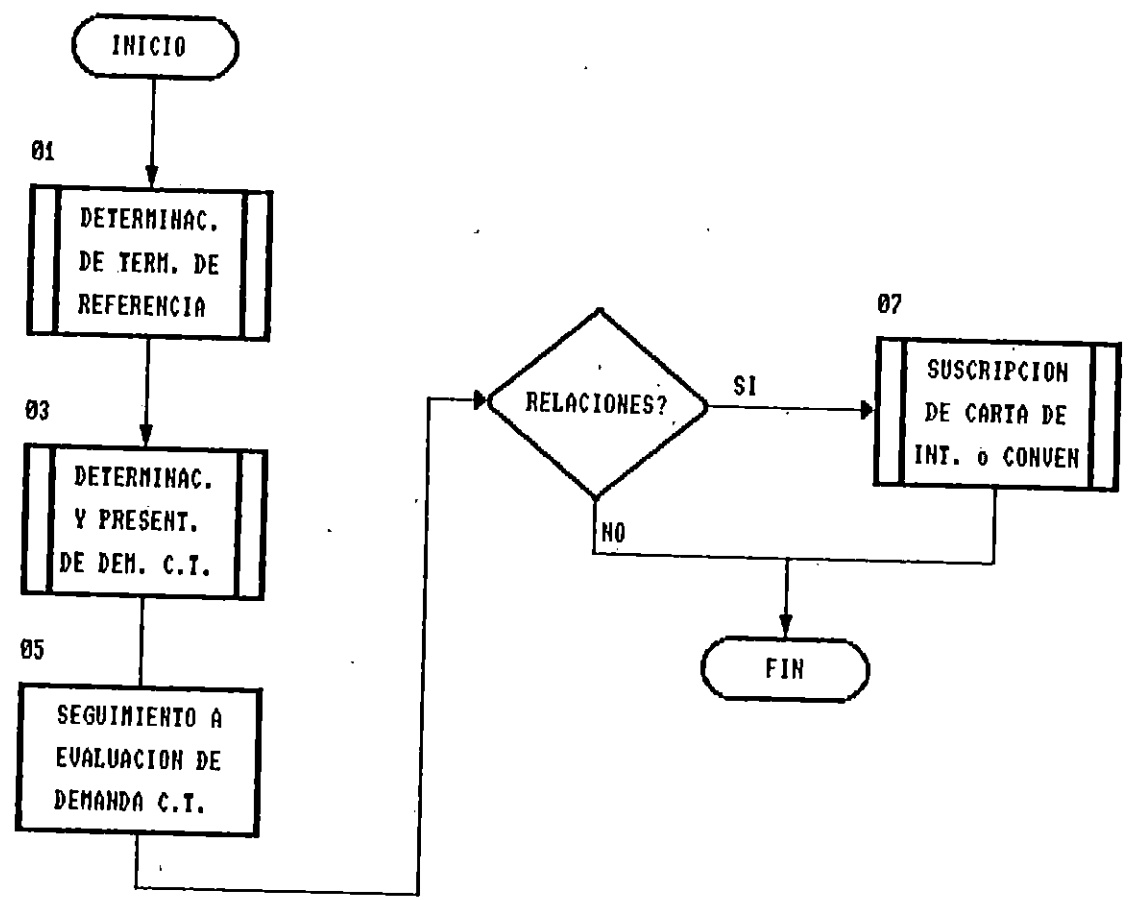 INICIO
01
DETERMINAC.
DE TERM. DE
REFERENCIA
03
DETERMINAC.
Y PRESENT.
DE DEM. C.T.
05
SEGUIMIENTO A
EVALUACION DE
DEMANDA C.T.
RELACIONES?
SI
NO
07
SUSCRIPCION
DE CARTA DE
INT. o CONVEN
FIN